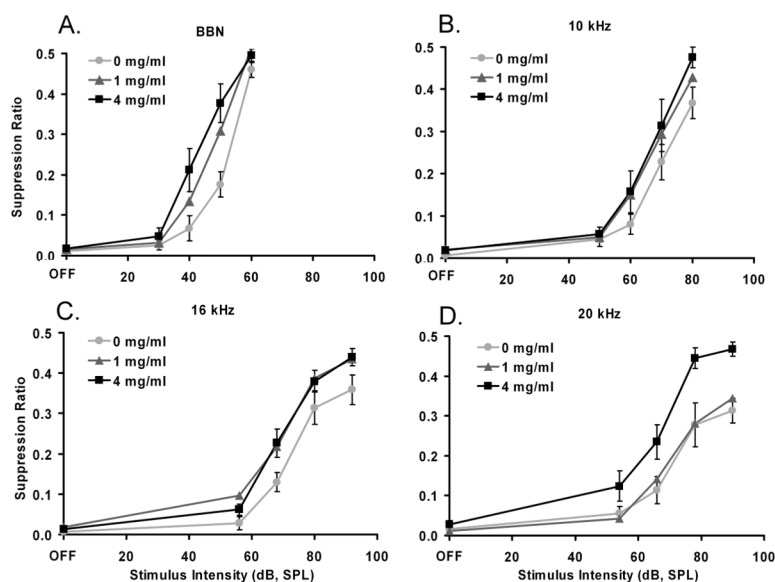 A.
BBN
0 mg/ml
1 mg/ml
4 mg/ml
Suppression Ratio
0.5
0.4
0.3
0.2
0.1
0.0
OFF 20 40 60 80 100
B.
10 kHz
0 mg/ml
1 mg/ml
4 mg/ml
0.5
0.4
0.3
0.2
0.1
0.0
OFF 20 40 60 80 100
C.
16 kHz
0 mg/ml
1 mg/ml
4 mg/ml
Suppression Ratio
0.5
0.4
0.3
0.2
0.1
0.0
OFF 20 40 60 80 100
Stimulus Intensity (dB, SPL)
D.
20 kHz
0 mg/ml
1 mg/ml
4 mg/ml
0.5
0.4
0.3
0.2
0.1
0.0
OFF 20 40 60 80 100
Stimulus Intensity (dB, SPL)